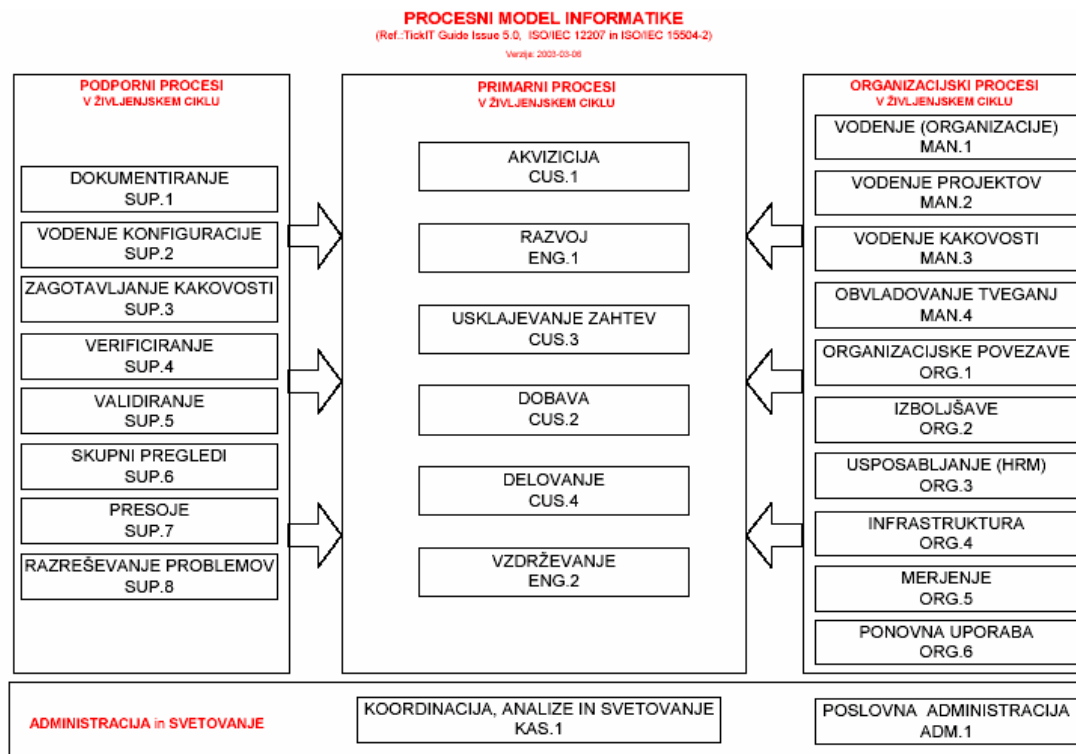 PROCESNI MODEL INFORMATIKE
(Ref.:TickIT Guide Issue 5.0, ISO/IEC 12207 in ISO/IEC 15504-2)
Verzija: 2003-03-06
PODPORNI PROCESI
V ŽIVLJENJSKEM CIKLU
DOKUMENTIRANJE
SUP.1
VODENJE KONFIGURACIJE
SUP.2
ZAGOTAVLJANJE KAKOVOSTI
SUP.3
VERIFICIRANJE
SUP.4
VALIDIRANJE
SUP.5
SKUPNI PREGLEDI
SUP.6
PRESOJE
SUP.7
RAZREŠEVANJE PROBLEMOV
SUP.8
PRIMARNI PROCESI
V ŽIVLJENJSKEM CIKLU
AKVIZICIJA
CUS.1
RAZVOJ
ENG.1
USKLAJEVANJE ZAHTEV
CUS.3
DOBAVA
CUS.2
DELOVANJE
CUS.4
VZDRŽEVANJE
ENG.2
ORGANIZACIJSKI PROCESI
V ŽIVLJENJSKEM CIKLU
VODENJE (ORGANIZACIJE)
MAN.1
VODENJE PROJEKTOV
MAN.2
VODENJE KAKOVOSTI
MAN.3
OBVLADOVANJE TVEGANJ
MAN.4
ORGANIZACIJSKE POVEZAVE
ORG.1
IZBOLJŠAVE
ORG.2
USPOSABLJANJE (HRM)
ORG.3
INFRASTRUKTURA
ORG.4
MERJENJE
ORG.5
PONOVNA UPORABA
ORG.6
ADMINISTRACIJA in SVETOVANJE
KOORDINACIJA, ANALIZE IN SVETOVANJE
KAS.1
POSLOVNA ADMINISTRACIJA
ADM.1